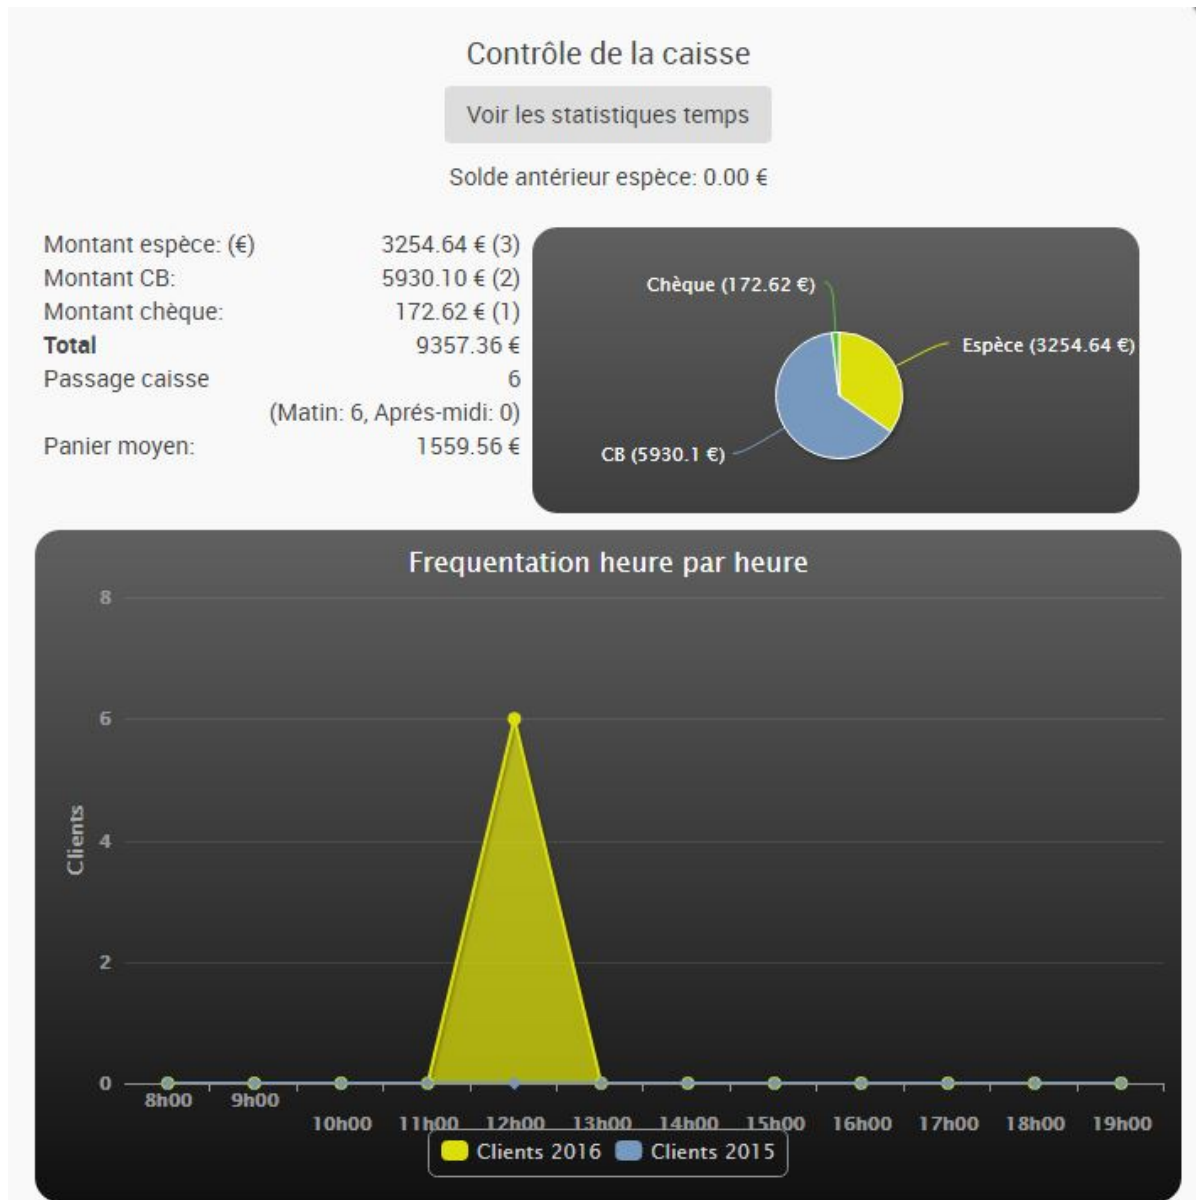 Contrôle de la caisse
Voir les statistiques temps
Solde antérieur espèce: 0.00 €
Montant espèce: (€) 3254.64 € (3)
Montant CB: 5930.10 € (2)
Montant chèque: 172.62 € (1)
Total 9357.36 €
Passage caisse 6
(Matin: 6, Aprés-midi: 0)
Panier moyen: 1559.56 €
Chèque (172.62 €)
Espèce (3254.64 €)
CB (5930.1 €)
Frequentation heure par heure
8
6
4
2
0
Clients
8h00 9h00 10h00 11h00 12h00 13h00 14h00 15h00 16h00 17h00 18h00 19h00
Clients 2016 Clients 2015